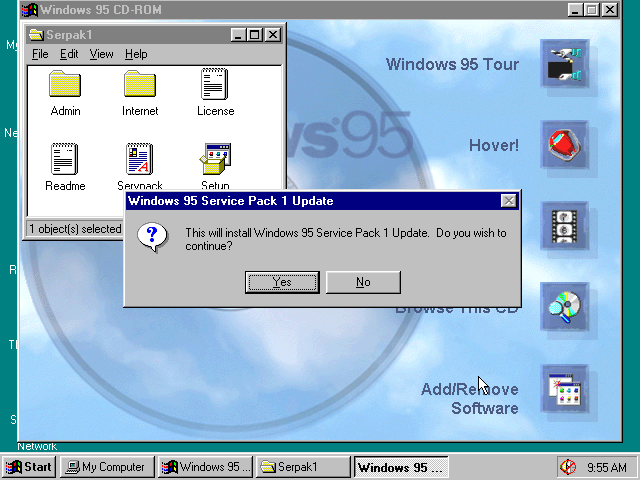 Windows 95 CD-ROM
Serpak1
File Edit View Help
Admin Internet License
Readme Servpack Setup
1 object(s) selected
95
Windows 95 Tour
Hover!
Windows 95 Service Pack 1 Update
This will install Windows 95 Service Pack 1 Update. Do you wish to
continue?
Yes No
Browse This CD
Add/Remove
Software
Network
Start My Computer Windows 95 ... Serpak1 Windows 95 ... 9:55 AM